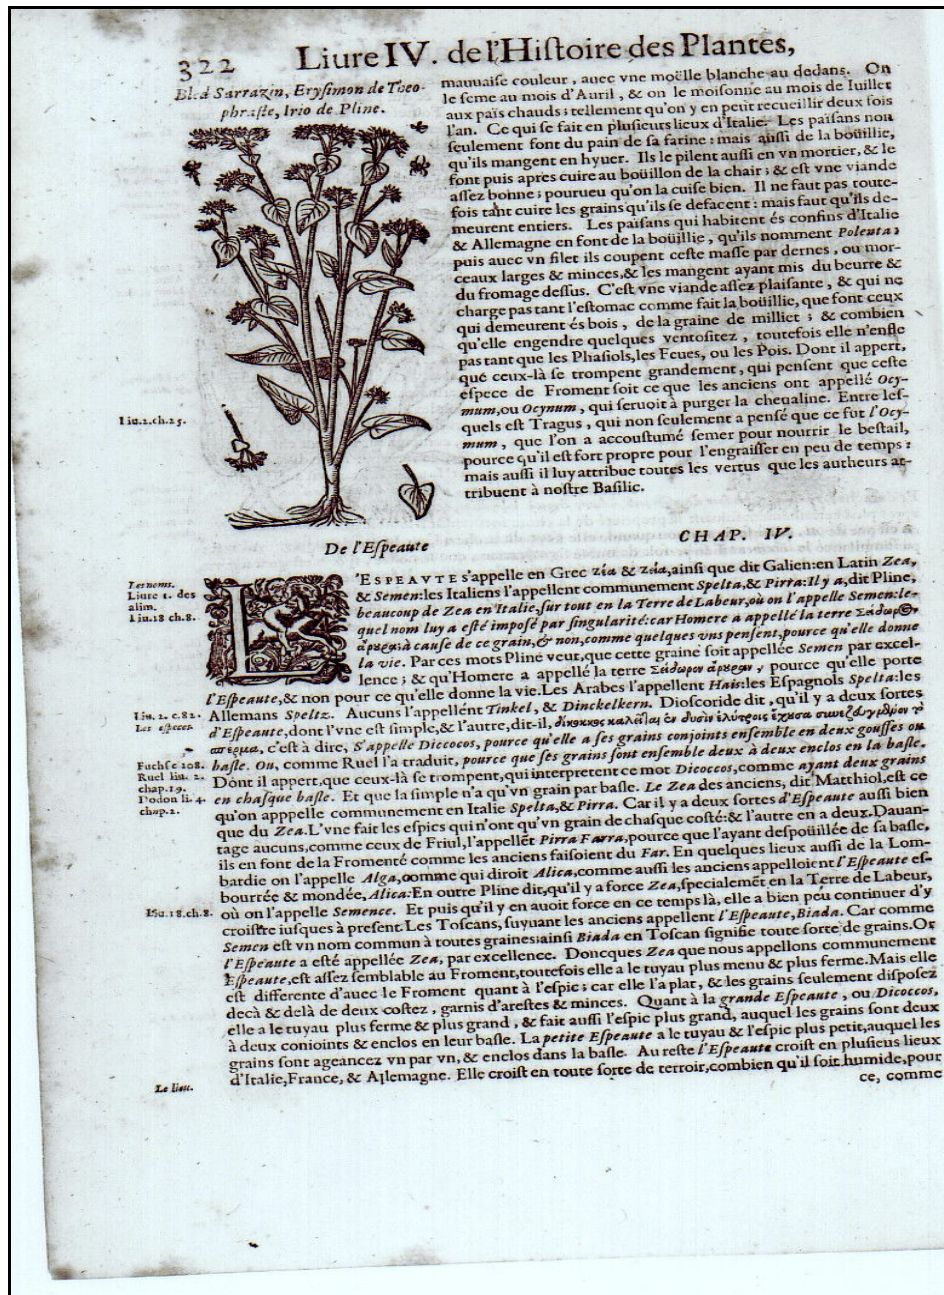 322
Liure IV. de l'Hiſtoire des Plantes,
Bled Sarrazin, Eryſimon de Theo-
phraſte, Irio de Pline.
mauuaiſe couleur, auec vne moëlle blanche au dedans. On
le ſeme au mois d'Auril, & on le moiſonne au mois de Iuillet
aux païs chauds; tellement qu'on y en peut recueillir deux fois
l'an. Ce qui ſe fait en pluſieurs lieux d'Italie. Les païſans non
ſeulement font du pain de ſa farine: mais auſſi de la boüillie,
qu'ils mangent en hyuer. Ils le pilent auſſi en vn mortier, & le
font puis apres cuire au boüillon de la chair; & eſt vne viande
aſſez bonne; pourueu qu'on la cuiſe bien. Il ne faut pas toute-
fois tãt cuire les grains qu'ils ſe defacent: mais faut qu'ils de-
meurent entiers. Les païſans qui habitent és confins d'Italie
& Allemagne en font de la boüillie, qu'ils nomment Polenta:
puis auec vn filet ils coupent ceſte maſſe par dernes, ou mor-
ceaux larges & minces, & les mangent ayant mis du beurre &
du fromage deſſus. C'eſt vne viande aſſez plaiſante, & qui ne
charge pas tant l'eſtomac comme fait la boüillie, que font ceux
qui demeurent és bois, de la graine de milliet; & combien
qu'elle engendre quelques ventoſitez, toutefois elle n'enfle
pas tant que les Phaſiols, les Feues, ou les Pois. Dont il appert,
que ceux-là ſe trompent grandement, qui penſent que ceſte
eſpece de Froment ſoit ce que les anciens ont appellé Ocy-
mum, ou Ocynum, qui ſeruoit à purger la cheualine. Entre leſ-
quels eſt Tragus, qui non ſeulement a penſé que ce fut l'Ocy-
mum, que l'on a accouſtumé ſemer pour nourrir le beſtail,
pource qu'il eſt fort propre pour l'engraiſſer en peu de temps:
mais auſſi il luy attribue toutes les vertus que les autheurs at-
tribuent à noſtre Baſilic.
Liu.2.ch.25.
De l'Eſpeaute
CHAP. IV.
Les noms.
Liure 1. des
alim.
Liu.18 ch.8.
L'ESPEAVTE s'appelle en Grec ζία & ζέια, ainſi que dit Galien: en Latin Zea,
& Semen: les Italiens l'appellent communement Spelta, & Pirra: Il y a, dit Pline,
beaucoup de Zea en Italie, ſur tout en la Terre de Labeur, où on l'appelle Semen: le-
quel nom luy a eſté impoſé par ſingularité: car Homere a appellé la terre ζείδωρος
ἄρουρα: à cauſe de ce grain, & non, comme quelques vns penſent, pource qu'elle donne
la vie. Par ces mots Pline veut, que cette graine ſoit appellée Semen par excel-
lence; & qu'Homere a appellé la terre ζείδωρον ἄρουραν, pource qu'elle porte
l'Eſpeaute, & non pour ce qu'elle donne la vie. Les Arabes l'appellent Hais: les Eſpagnols Spelta: les
Allemans Speltz. Aucuns l'appellént Tinkel, & Dinckelkern. Dioſcoride dit, qu'il y a deux ſortes
d'Eſpeaute, dont l'vne eſt ſimple, & l'autre, dit-il, δίκοκκος καλεῖται ἐν δυσὶν ἐλύτροις ἔχουσα συνεζευγμένον τὸ
σπέρμα, c'eſt à dire, S'appelle Diccocos, pource qu'elle a ſes grains conjoints enſemble en deux gouſſes ou
baſle. Ou, comme Ruel l'a traduit, pource que ſes grains ſont enſemble deux à deux enclos en la baſle.
Dont il appert, que ceux-là ſe trompent, qui interpretent ce mot Dicoccos, comme ayant deux grains
en chaſque baſle. Et que la ſimple n'a qu'vn grain par baſle. Le Zea des anciens, dit Matthiol, eſt ce
qu'on apppelle communement en Italie Spelta, & Pirra. Car il y a deux ſortes d'Eſpeaute auſſi bien
que du Zea. L'vne fait les eſpics qui n'ont qu'vn grain de chaſque coſté: & l'autre en a deux. Dauan-
tage aucuns, comme ceux de Friul, l'appellẽt Pirra Farra, pource que l'ayant deſpoüillée de ſa baſle,
ils en font de la Fromenté comme les anciens faiſoient du Far. En quelques lieux auſſi de la Lom-
bardie on l'appelle Alga, comme qui diroit Alica, comme auſſi les anciens appelloient l'Eſpeaute eſ-
bourrée & mondée, Alica: En outre Pline dit, qu'il y a force Zea, ſpecialemẽt en la Terre de Labeur,
où on l'appelle Semence. Et puis qu'il y en auoit force en ce temps là, elle a bien peu continuer d'y
croiſtre iuſques à preſent. Les Toſcans, ſuyuant les anciens appellent l'Eſpeaute, Biada. Car comme
Semen eſt vn nom commun à toutes graines: ainſi Biada en Toſcan ſignifie toute ſorte de grains. Or
l'Eſpeaute a eſté appellée Zea, par excellence. Doncques Zea que nous appellons communement
Eſpeaute, eſt aſſez ſemblable au Froment, toutefois elle a le tuyau plus menu & plus ferme. Mais elle
eſt differente d'auec le Froment quant à l'eſpic; car elle l'a plat, & les grains ſeulement diſpoſez
decà & delà de deux coſtez, garnis d'areſtes & minces. Quant à la grande Eſpeaute, ou Dicoccos,
elle a le tuyau plus ferme & plus grand, & fait auſſi l'eſpic plus grand, auquel les grains ſont deux
à deux conioints & enclos en leur baſle. La petite Eſpeaute a le tuyau & l'eſpic plus petit, auquel les
grains ſont ageancez vn par vn, & enclos dans la baſle. Au reſte l'Eſpeaute croiſt en pluſieus lieux
d'Italie, France, & Allemagne. Elle croiſt en toute ſorte de terroir, combien qu'il ſoit humide, pour
ce, comme
Liu. 2. c.82.
Les eſpeces.
Fuchſe 108.
Ruel liu. 2.
chap.19.
Dodon li. 4.
chap.2.
Liu.18.ch.8.
Le lieu.